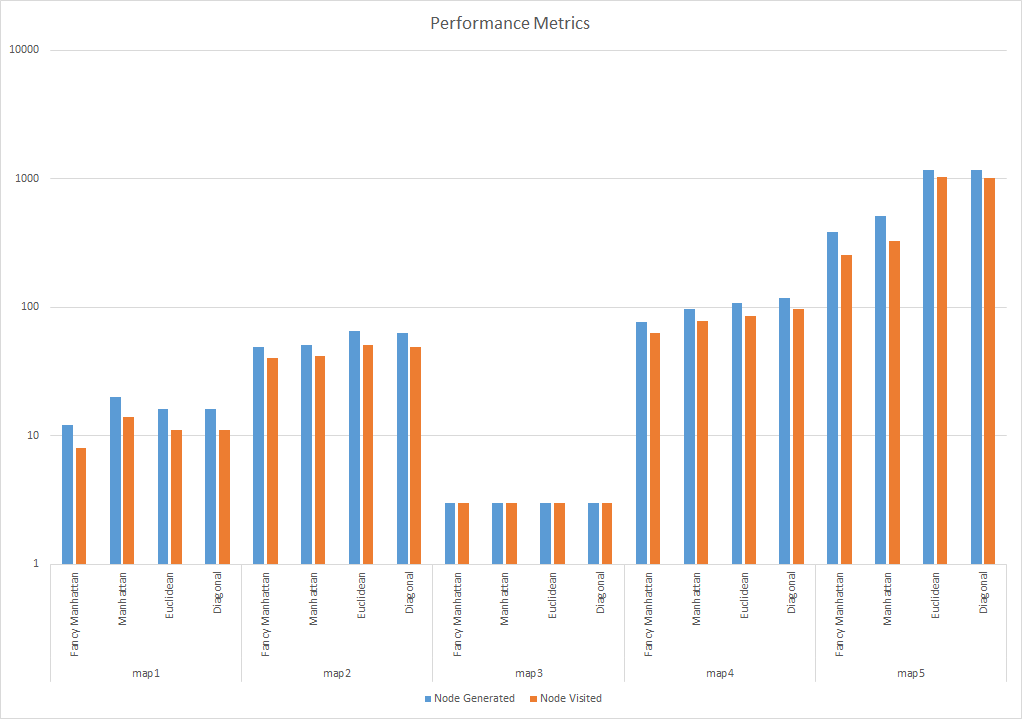 Performance Metrics
10000
1000
100
10
1
Fancy Manhattan
Manhattan
Euclidean
Diagonal
Fancy Manhattan
Manhattan
Euclidean
Diagonal
Fancy Manhattan
Manhattan
Euclidean
Diagonal
Fancy Manhattan
Manhattan
Euclidean
Diagonal
Fancy Manhattan
Manhattan
Euclidean
Diagonal
map1
map2
map3
map4
map5
Node Generated
Node Visited